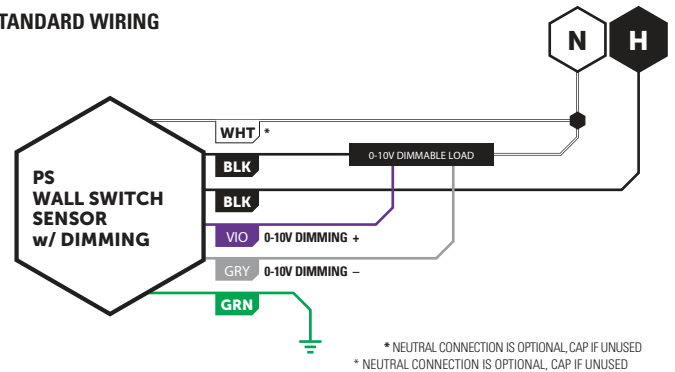 TANDARD WIRING
N H
WHT *
0-10V DIMMABLE LOAD
BLK
PS
WALL SWITCH
SENSOR
w/ DIMMING
BLK
VIO 0-10V DIMMING +
GRY 0-10V DIMMING –
GRN
* NEUTRAL CONNECTION IS OPTIONAL, CAP IF UNUSED
* NEUTRAL CONNECTION IS OPTIONAL, CAP IF UNUSED